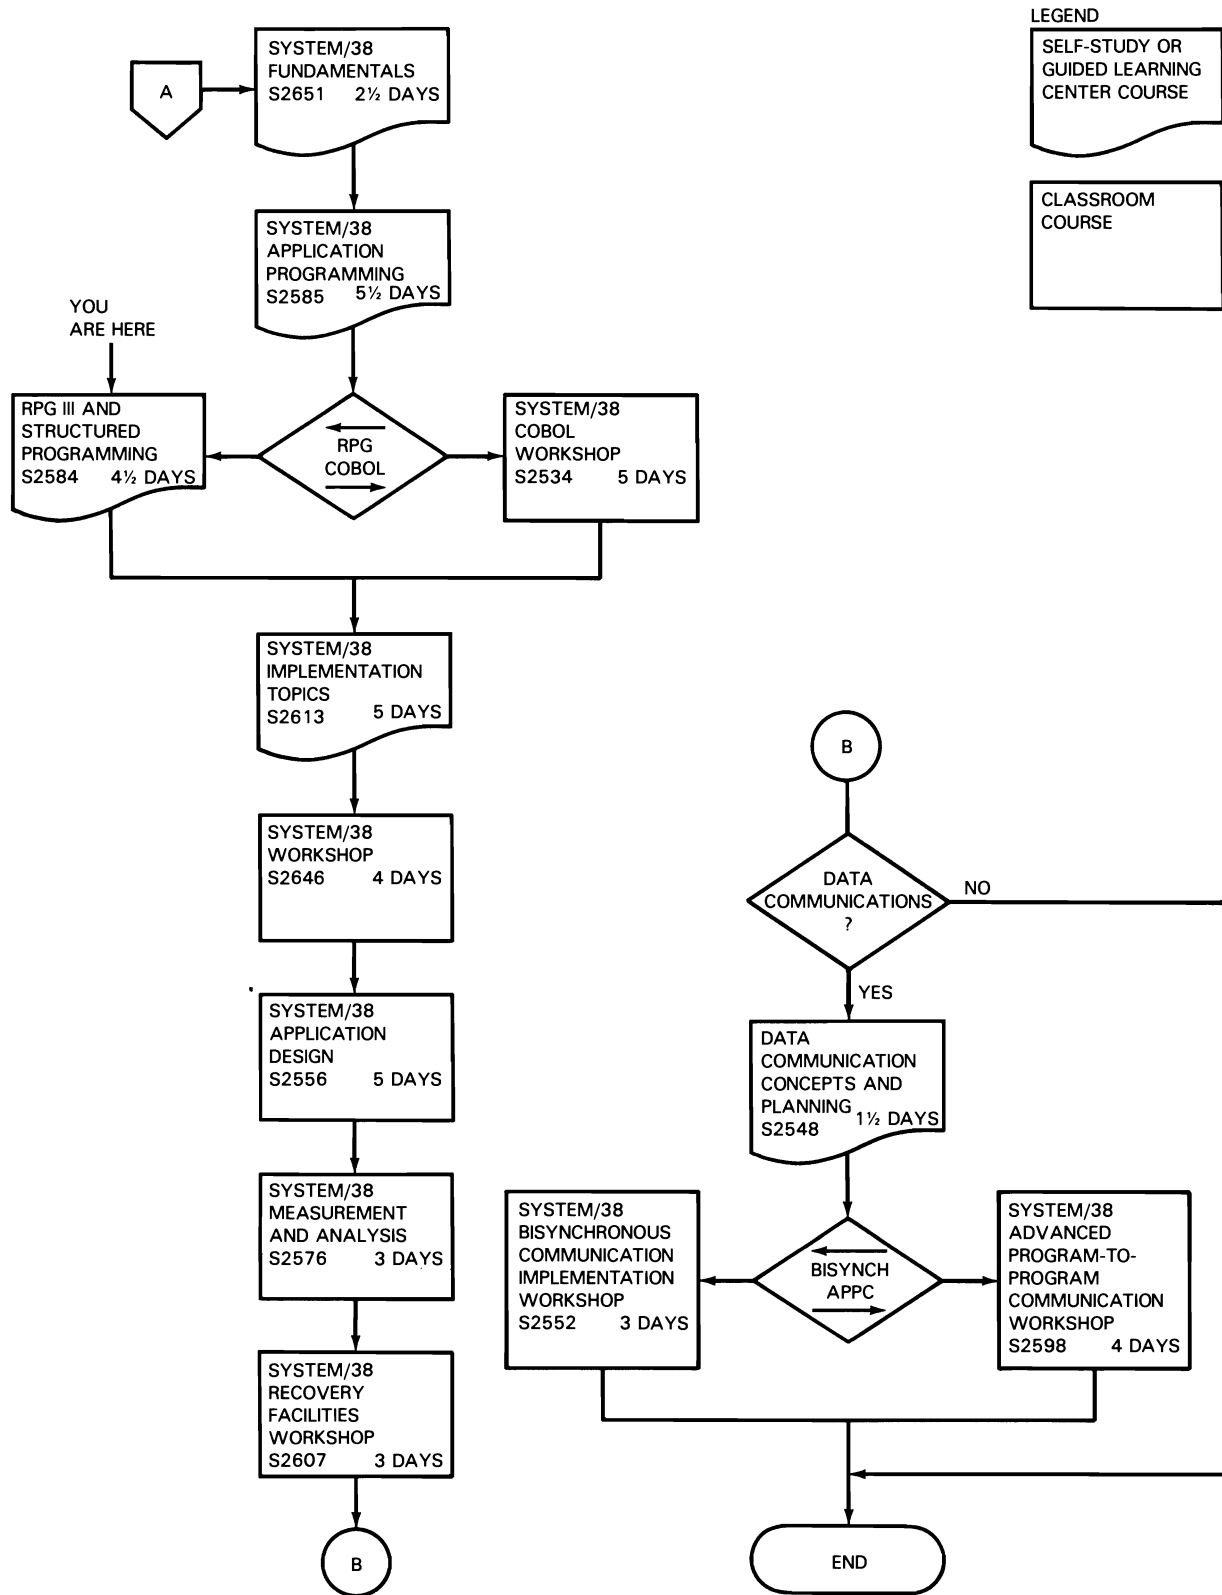 LEGEND
SELF-STUDY OR
GUIDED LEARNING
CENTER COURSE
CLASSROOM
COURSE
A
SYSTEM/38
FUNDAMENTALS
S2651 2½ DAYS
SYSTEM/38
APPLICATION
PROGRAMMING
S2585 5½ DAYS
YOU
ARE HERE
RPG III AND
STRUCTURED
PROGRAMMING
S2584 4½ DAYS
RPG
COBOL
SYSTEM/38
COBOL
WORKSHOP
S2534 5 DAYS
SYSTEM/38
IMPLEMENTATION
TOPICS
S2613 5 DAYS
SYSTEM/38
WORKSHOP
S2646 4 DAYS
SYSTEM/38
APPLICATION
DESIGN
S2556 5 DAYS
SYSTEM/38
MEASUREMENT
AND ANALYSIS
S2576 3 DAYS
SYSTEM/38
RECOVERY
FACILITIES
WORKSHOP
S2607 3 DAYS
B
B
DATA
COMMUNICATIONS
?
NO
YES
DATA
COMMUNICATION
CONCEPTS AND
PLANNING
S2548 1½ DAYS
SYSTEM/38
BISYNCHRONOUS
COMMUNICATION
IMPLEMENTATION
WORKSHOP
S2552 3 DAYS
BISYNCH
APPC
SYSTEM/38
ADVANCED
PROGRAM-TO-
PROGRAM
COMMUNICATION
WORKSHOP
S2598 4 DAYS
END